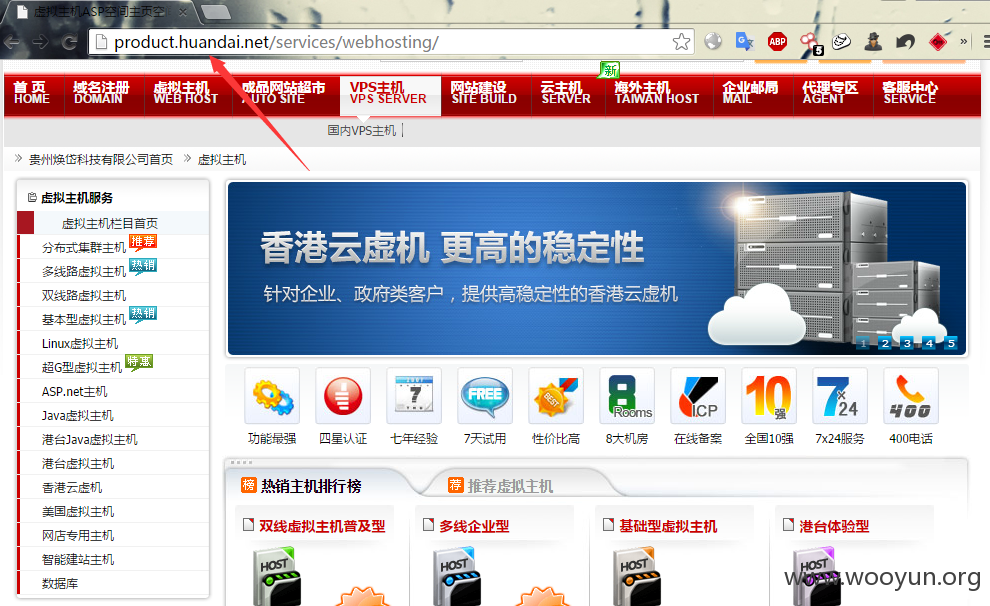 虚拟主机ASP空间主页空
product.huandai.net/services/webhosting/
ABP
5
新
首 页
HOME
域名注册
DOMAIN
虚拟主机
WEB HOST
成品网站超市
AUTO SITE
VPS主机
VPS SERVER
网站建设
SITE BUILD
云主机
SERVER
海外主机
TAIWAN HOST
企业邮局
MAIL
代理专区
AGENT
客服中心
SERVICE
国内VPS主机 |
» 贵州焕岱科技有限公司首页 » 虚拟主机
虚拟主机服务
虚拟主机栏目首页
分布式集群主机 推荐
多线路虚拟主机 热销
双线路虚拟主机
基本型虚拟主机 热销
Linux虚拟主机
超G型虚拟主机 特惠
ASP.net主机
Java虚拟主机
港台Java虚拟主机
港台虚拟主机
香港云虚机
美国虚拟主机
网店专用主机
智能建站主机
数据库
香港云虚机 更高的稳定性
针对企业、政府类客户，提供高稳定性的香港云虚机
1 2 3 4 5
7
FREE
BEST
8 Rooms
ICP
10强
7x24
400
功能最强
四星认证
七年经验
7天试用
性价比高
8大机房
在线备案
全国10强
7x24服务
400电话
榜 热销主机排行榜
荐 推荐虚拟主机
双线虚拟主机普及型
多线企业型
基础型虚拟主机
港台体验型
HOST
HOST
HOST
HOST
www.wooyun.org